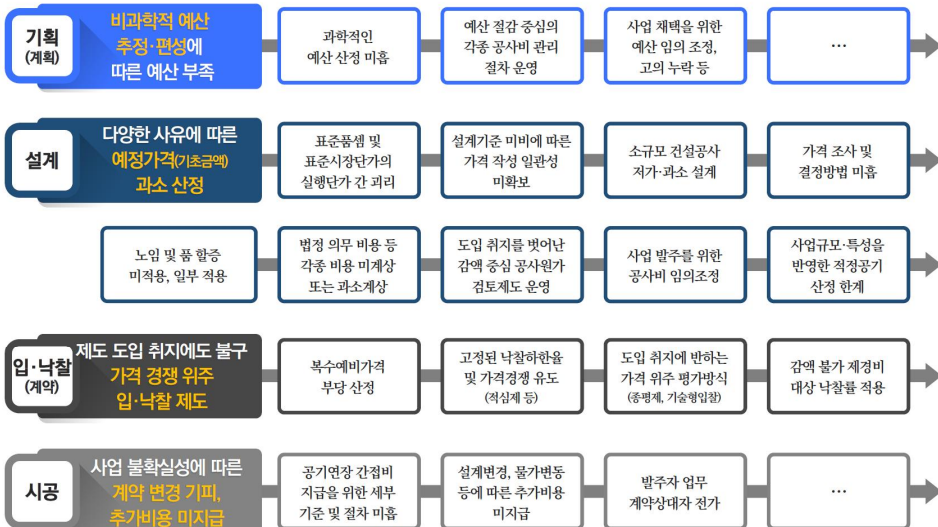 기획
(계획)
비과학적 예산
추정·편성에
따른 예산 부족
과학적인
예산 산정 미흡
예산 절감 중심의
각종 공사비 관리
절차 운영
사업 채택을 위한
예산 임의 조정,
고의 누락 등
…
설계
다양한 사유에 따른
예정가격(기초금액)
과소 산정
표준품셈 및
표준시장단가의
실행단가 간 괴리
설계기준 미비에 따른
가격 작성 일관성
미확보
소규모 건설공사
저가·과소 설계
가격 조사 및
결정방법 미흡
노임 및 품 할증
미적용, 일부 적용
법정 의무 비용 등
각종 비용 미계상
또는 과소계상
도입 취지를 벗어난
감액 중심 공사원가
검토제도 운영
사업 발주를 위한
공사비 임의조정
사업규모·특성을
반영한 적정공기
산정 한계
입·낙찰
(계약)
제도 도입 취지에도 불구
가격 경쟁 위주
입·낙찰 제도
복수예비가격
부당 산정
고정된 낙찰하한율
및 가격경쟁 유도
(적심제 등)
도입 취지에 반하는
가격 위주 평가방식
(종평제, 기술형입찰)
감액 불가 제경비
대상 낙찰률 적용
시공
사업 불확실성에 따른
계약 변경 기피,
추가비용 미지급
공기연장 간접비
지급을 위한 세부
기준 및 절차 미흡
설계변경, 물가변동
등에 따른 추가비용
미지급
발주자 업무
계약상대자 전가
…